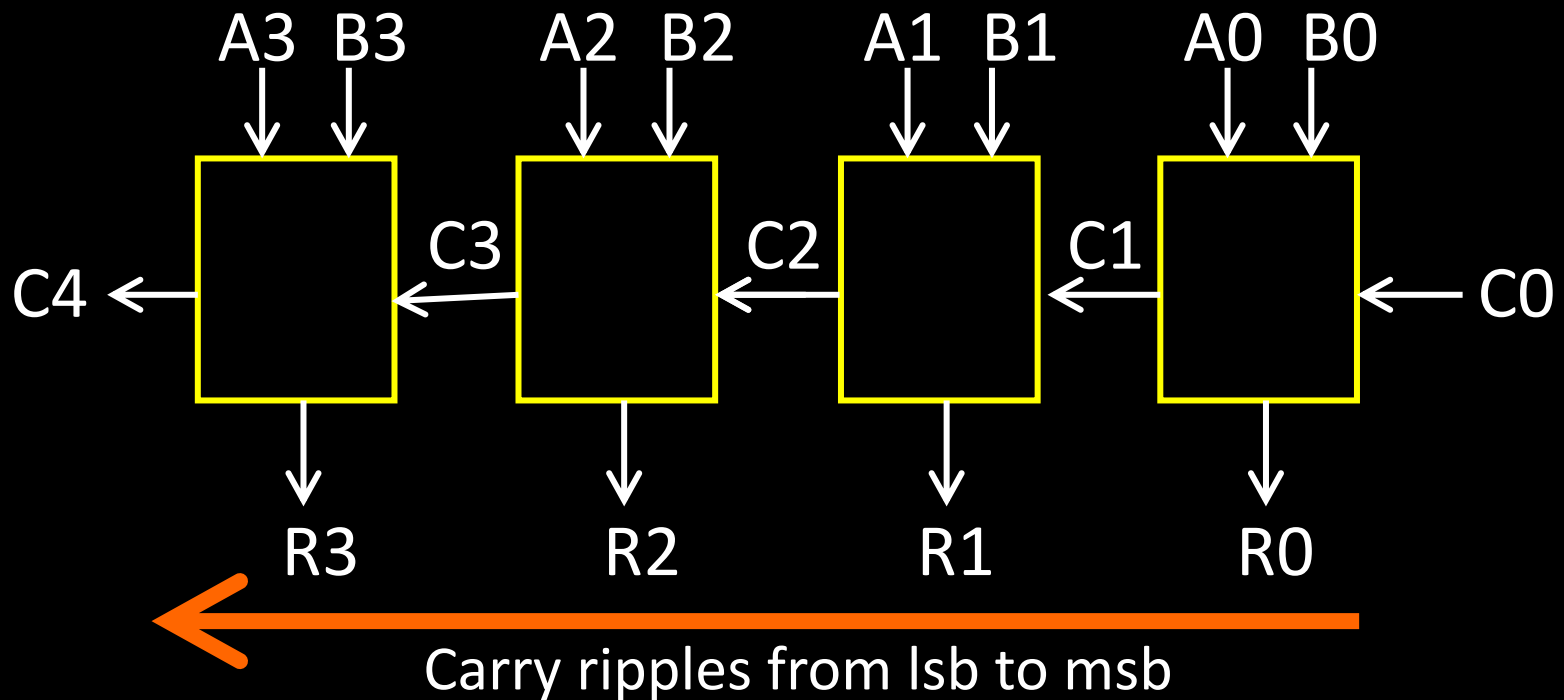 A3 B3 A2 B2 A1 B1 A0 B0
C3 C2 C1
C4 C0
R3 R2 R1 R0
Carry ripples from lsb to msb